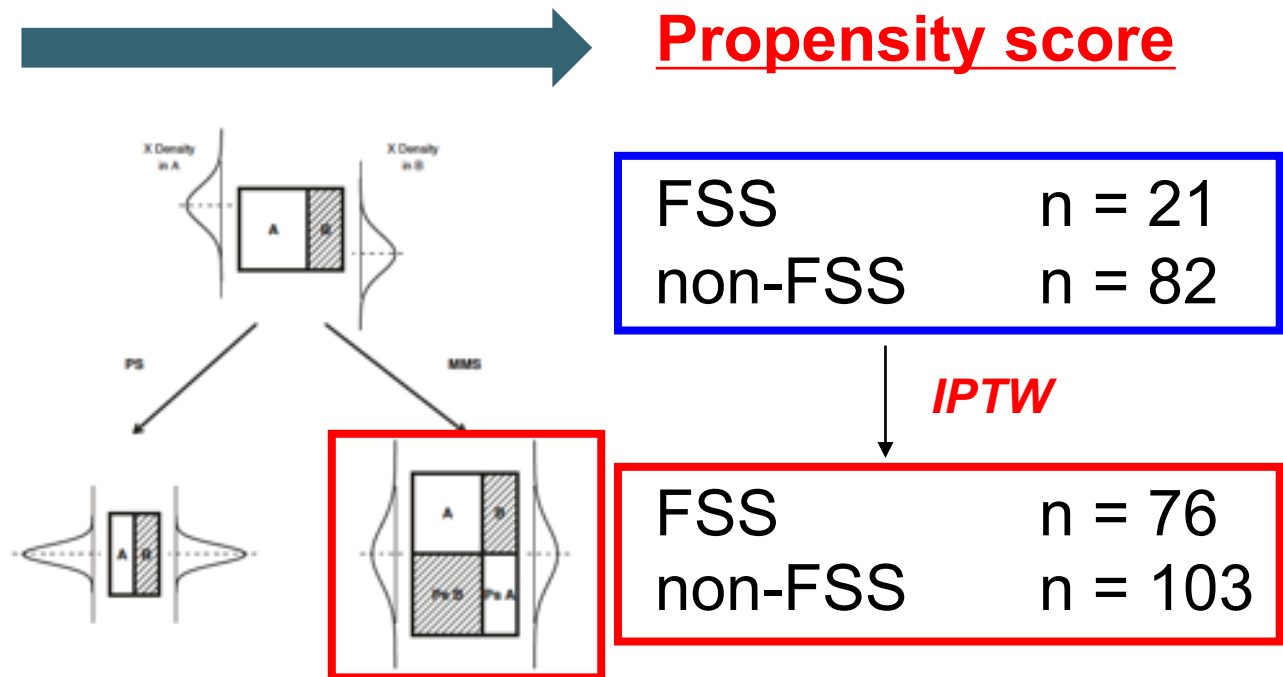 Propensity score
X Density
in A
X Density
in B
A B
PS
MMS
A B
A B
Ps B Ps A
FSS n = 21
non-FSS n = 82
IPTW
FSS n = 76
non-FSS n = 103